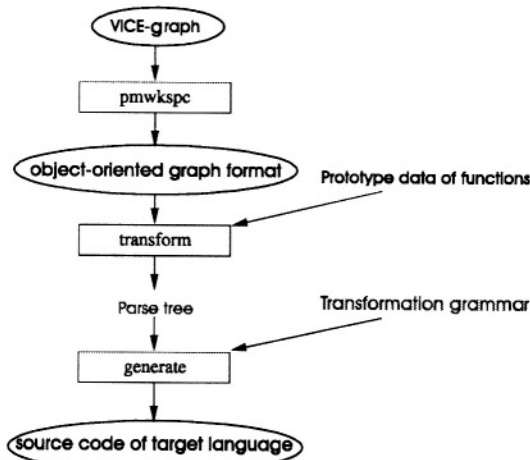 VICE-graph
pmwkspc
object-oriented graph format
Prototype data of functions
transform
Parse tree
Transformation grammar
generate
source code of target language